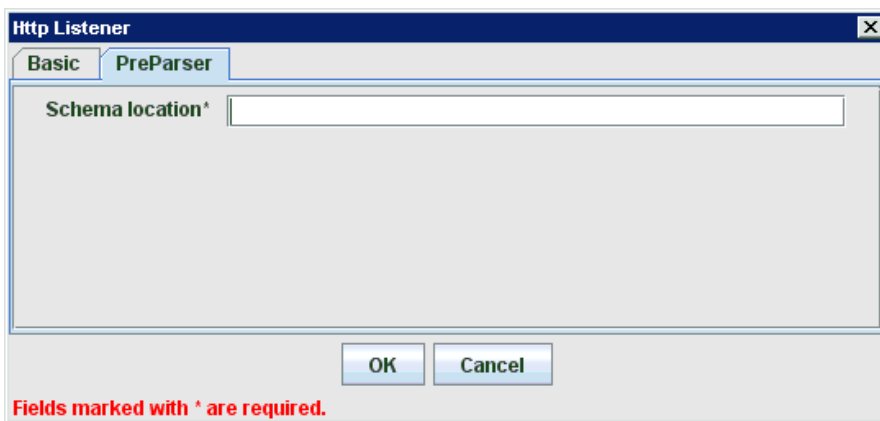 Http Listener
Basic PreParser
Schema location*
OK Cancel
Fields marked with * are required.